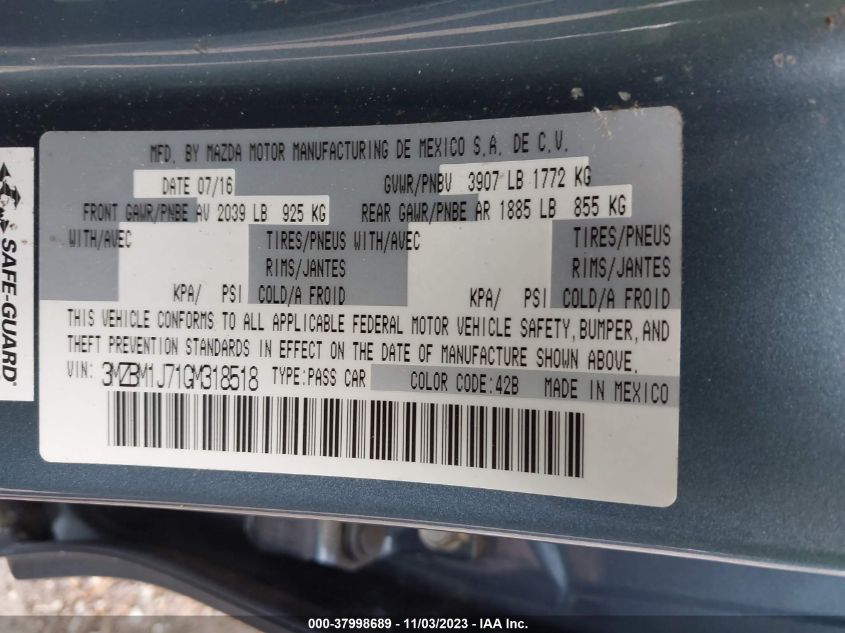 MFD. BY MAZDA MOTOR MANUFACTURING DE MEXICO S.A. DE C.V.
DATE 07/16 GVWR/PNBV 3907 LB 1772 KG
FRONT GAWR/PNBE AV 2039 LB 925 KG REAR GAWR/PNBE AR 1885 LB 855 KG
WITH/AVEC TIRES/PNEUS WITH/AVEC TIRES/PNEUS
RIMS/JANTES RIMS/JANTES
KPA/ PSI COLD/A FROID KPA/ PSI COLD/A FROID
THIS VEHICLE CONFORMS TO ALL APPLICABLE FEDERAL MOTOR VEHICLE SAFETY,BUMPER,AND
THEFT PREVENTION STANDARDS IN EFFECT ON THE DATE OF MANUFACTURE SHOWN ABOVE.
VIN: 3MZBM1J71GM318518 TYPE:PASS CAR COLOR CODE:42B MADE IN MEXICO
SAFE-GUARD
000-37998689 - 11/03/2023 - IAA Inc.